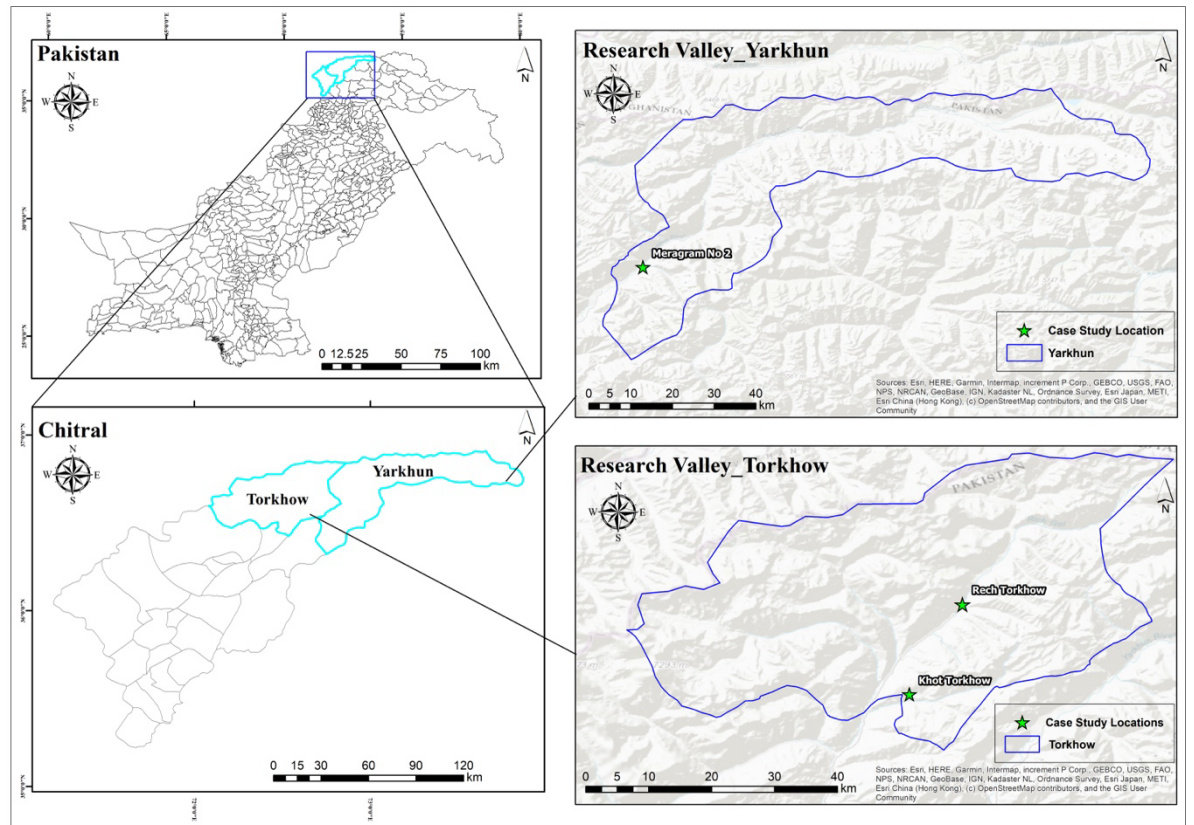 Pakistan
N
N
W E
S
0 12.5 25 50 75 100
km
Research Valley_Yarkhun
N
N
W E
S
AFGHANISTAN
PAKISTAN
Meragram No 2
Case Study Location
Yarkhun
Sources: Esri, HERE, Garmin, Intermap, increment P Corp., GEBCO, USGS, FAO,
NPS, NRCAN, GeoBase, IGN, Kadaster NL, Ordnance Survey, Esri Japan, METI,
Esri China (Hong Kong), (c) OpenStreetMap contributors, and the GIS User
Community
0 5 10 20 30 40
km
Chitral
N
N
W E
S
Yarkhun
Torkhow
0 15 30 60 90 120
km
Research Valley_Torkhow
N
N
W E
S
PAKISTAN
Rech Torkhow
Khot Torkhow
Case Study Locations
Torkhow
Sources: Esri, HERE, Garmin, Intermap, increment P Corp., GEBCO, USGS, FAO,
NPS, NRCAN, GeoBase, IGN, Kadaster NL, Ordnance Survey, Esri Japan, METI,
Esri China (Hong Kong), (c) OpenStreetMap contributors, and the GIS User
Community
0 5 10 20 30 40
km